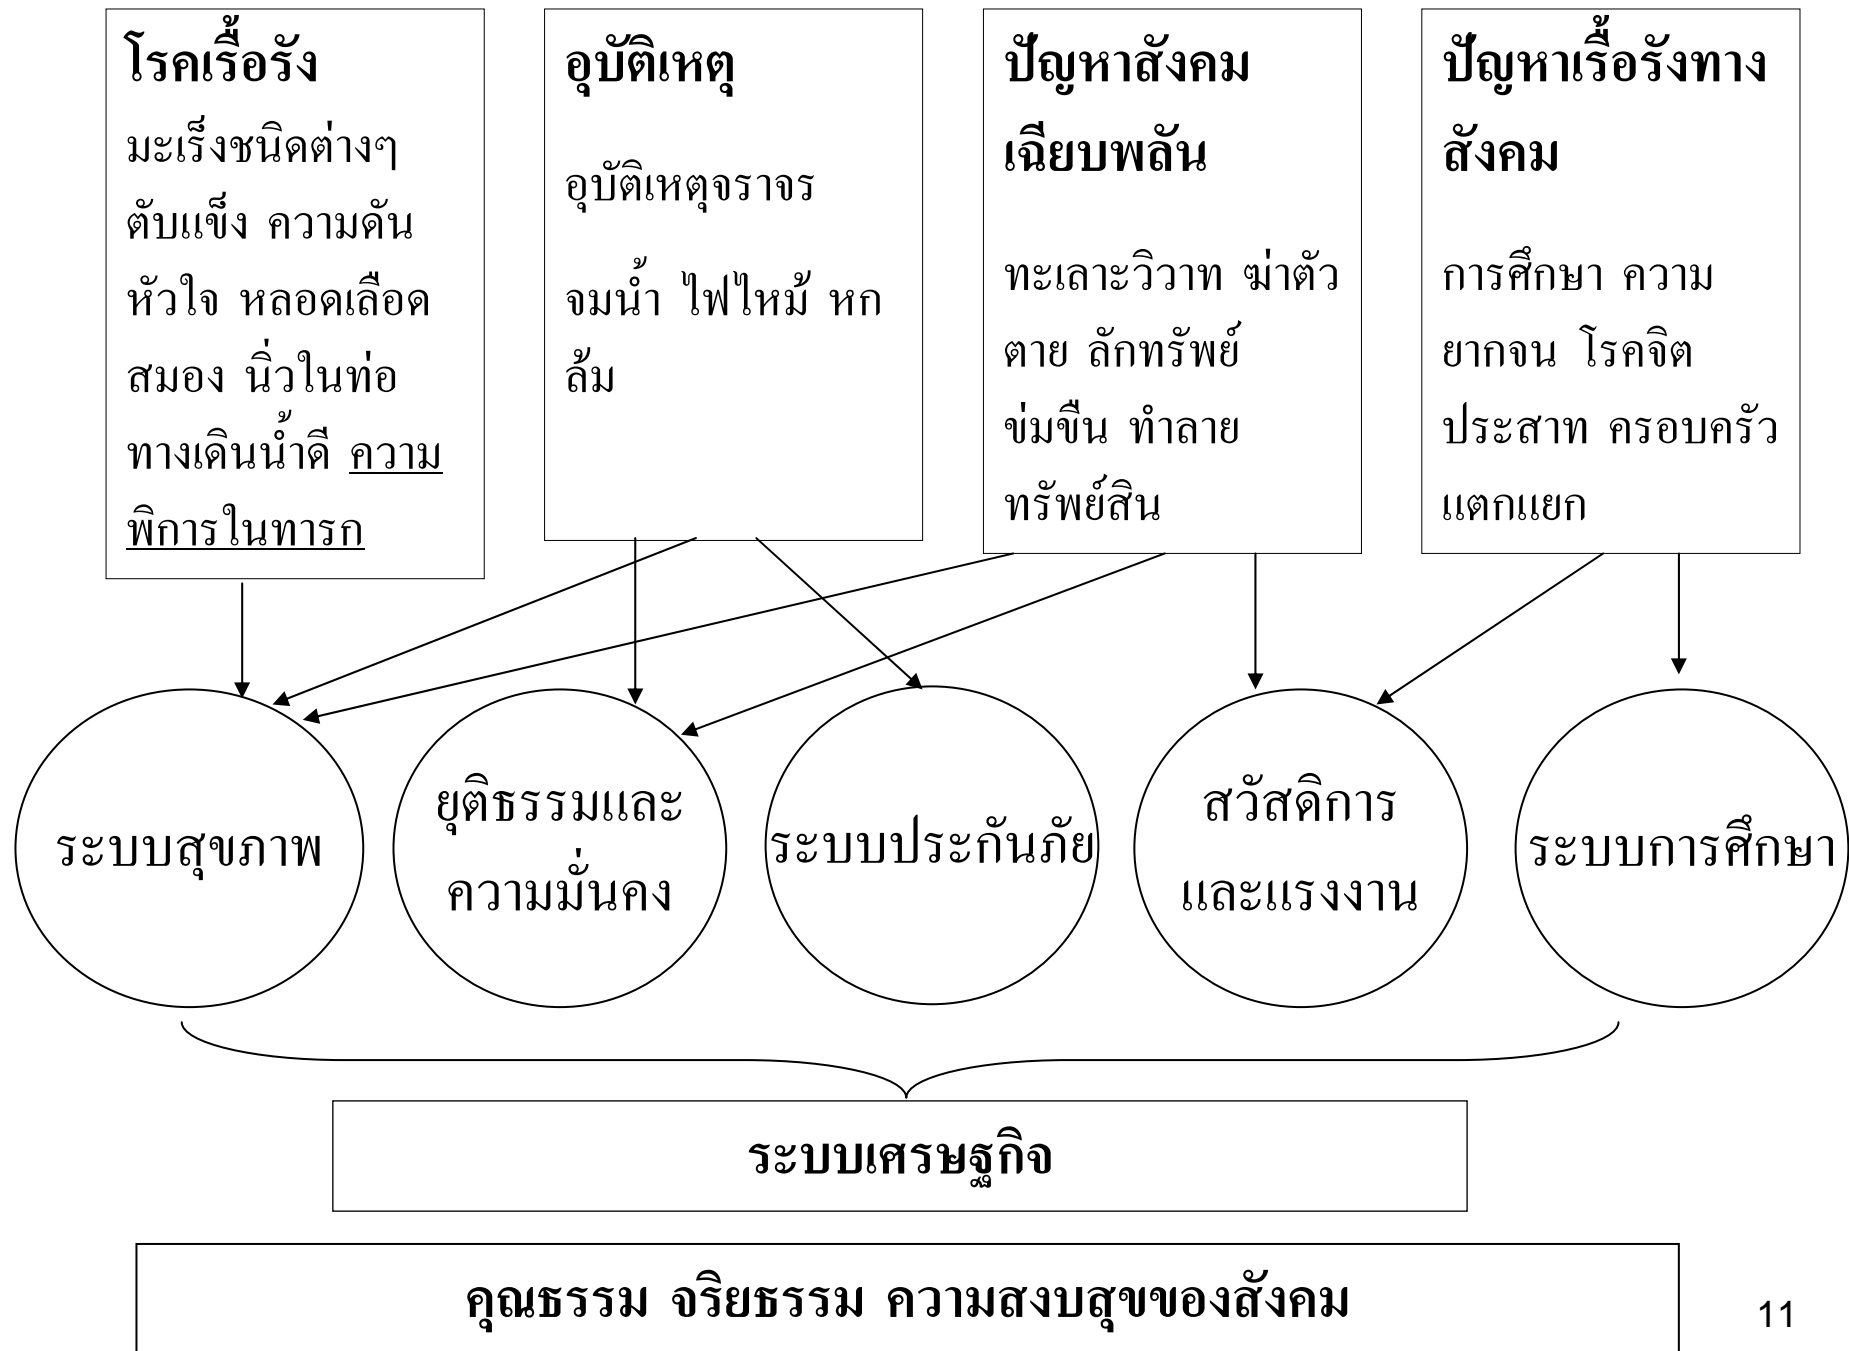 โรคเรื้อรัง
มะเร็งชนิดต่างๆ
ตับแข็ง ความดัน
หัวใจ หลอดเลือด
สมอง นิ่วในท่อ
ทางเดินน้ำดี ความ
พิการในทารก
อุบัติเหตุ
อุบัติเหตุจราจร
จมน้ำ ไฟไหม้ หก
ล้ม
ปัญหาสังคม
เฉียบพลัน
ทะเลาะวิวาท ฆ่าตัว
ตาย ลักทรัพย์
ข่มขืน ทำลาย
ทรัพย์สิน
ปัญหาเรื้อรังทาง
สังคม
การศึกษา ความ
ยากจน โรคจิต
ประสาท ครอบครัว
แตกแยก
ระบบสุขภาพ
ยุติธรรมและ
ความมั่นคง
ระบบประกันภัย
สวัสดิการ
และแรงงาน
ระบบการศึกษา
ระบบเศรษฐกิจ
คุณธรรม จริยธรรม ความสงบสุขของสังคม
11